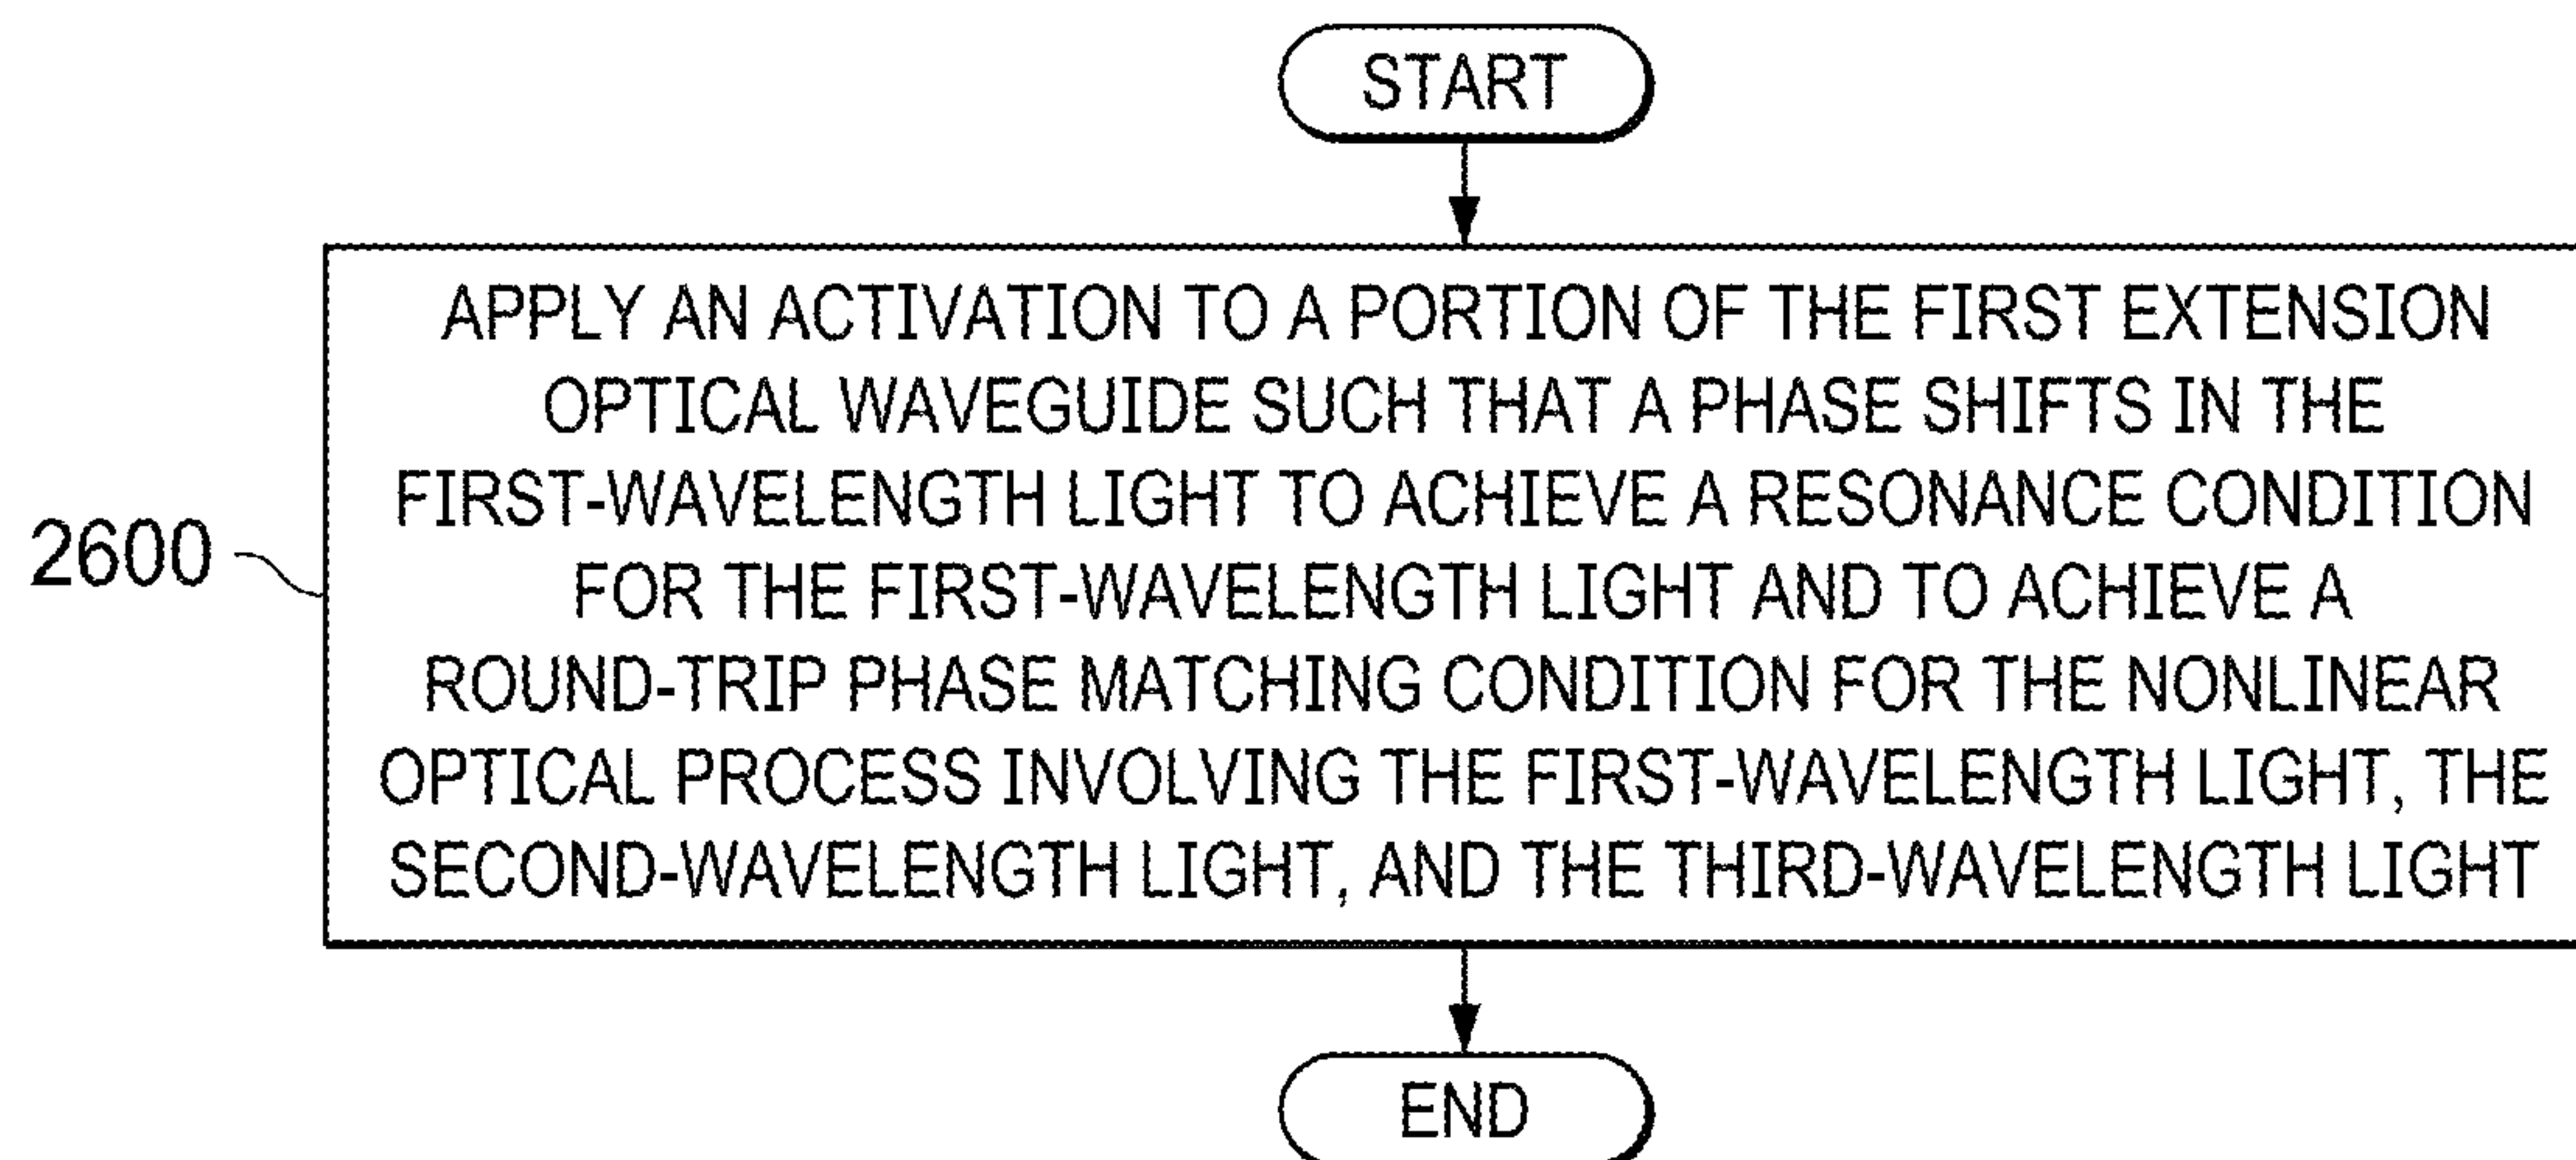 START
APPLY AN ACTIVATION TO A PORTION OF THE FIRST EXTENSION
OPTICAL WAVEGUIDE SUCH THAT A PHASE SHIFTS IN THE
FIRST-WAVELENGTH LIGHT TO ACHIEVE A RESONANCE CONDITION
FOR THE FIRST-WAVELENGTH LIGHT AND TO ACHIEVE A
2600
ROUND-TRIP PHASE MATCHING CONDITION FOR THE NONLINEAR
OPTICAL PROCESS INVOLVING THE FIRST-WAVELENGTH LIGHT, THE
SECOND-WAVELENGTH LIGHT, AND THE THIRD-WAVELENGTH LIGHT
END